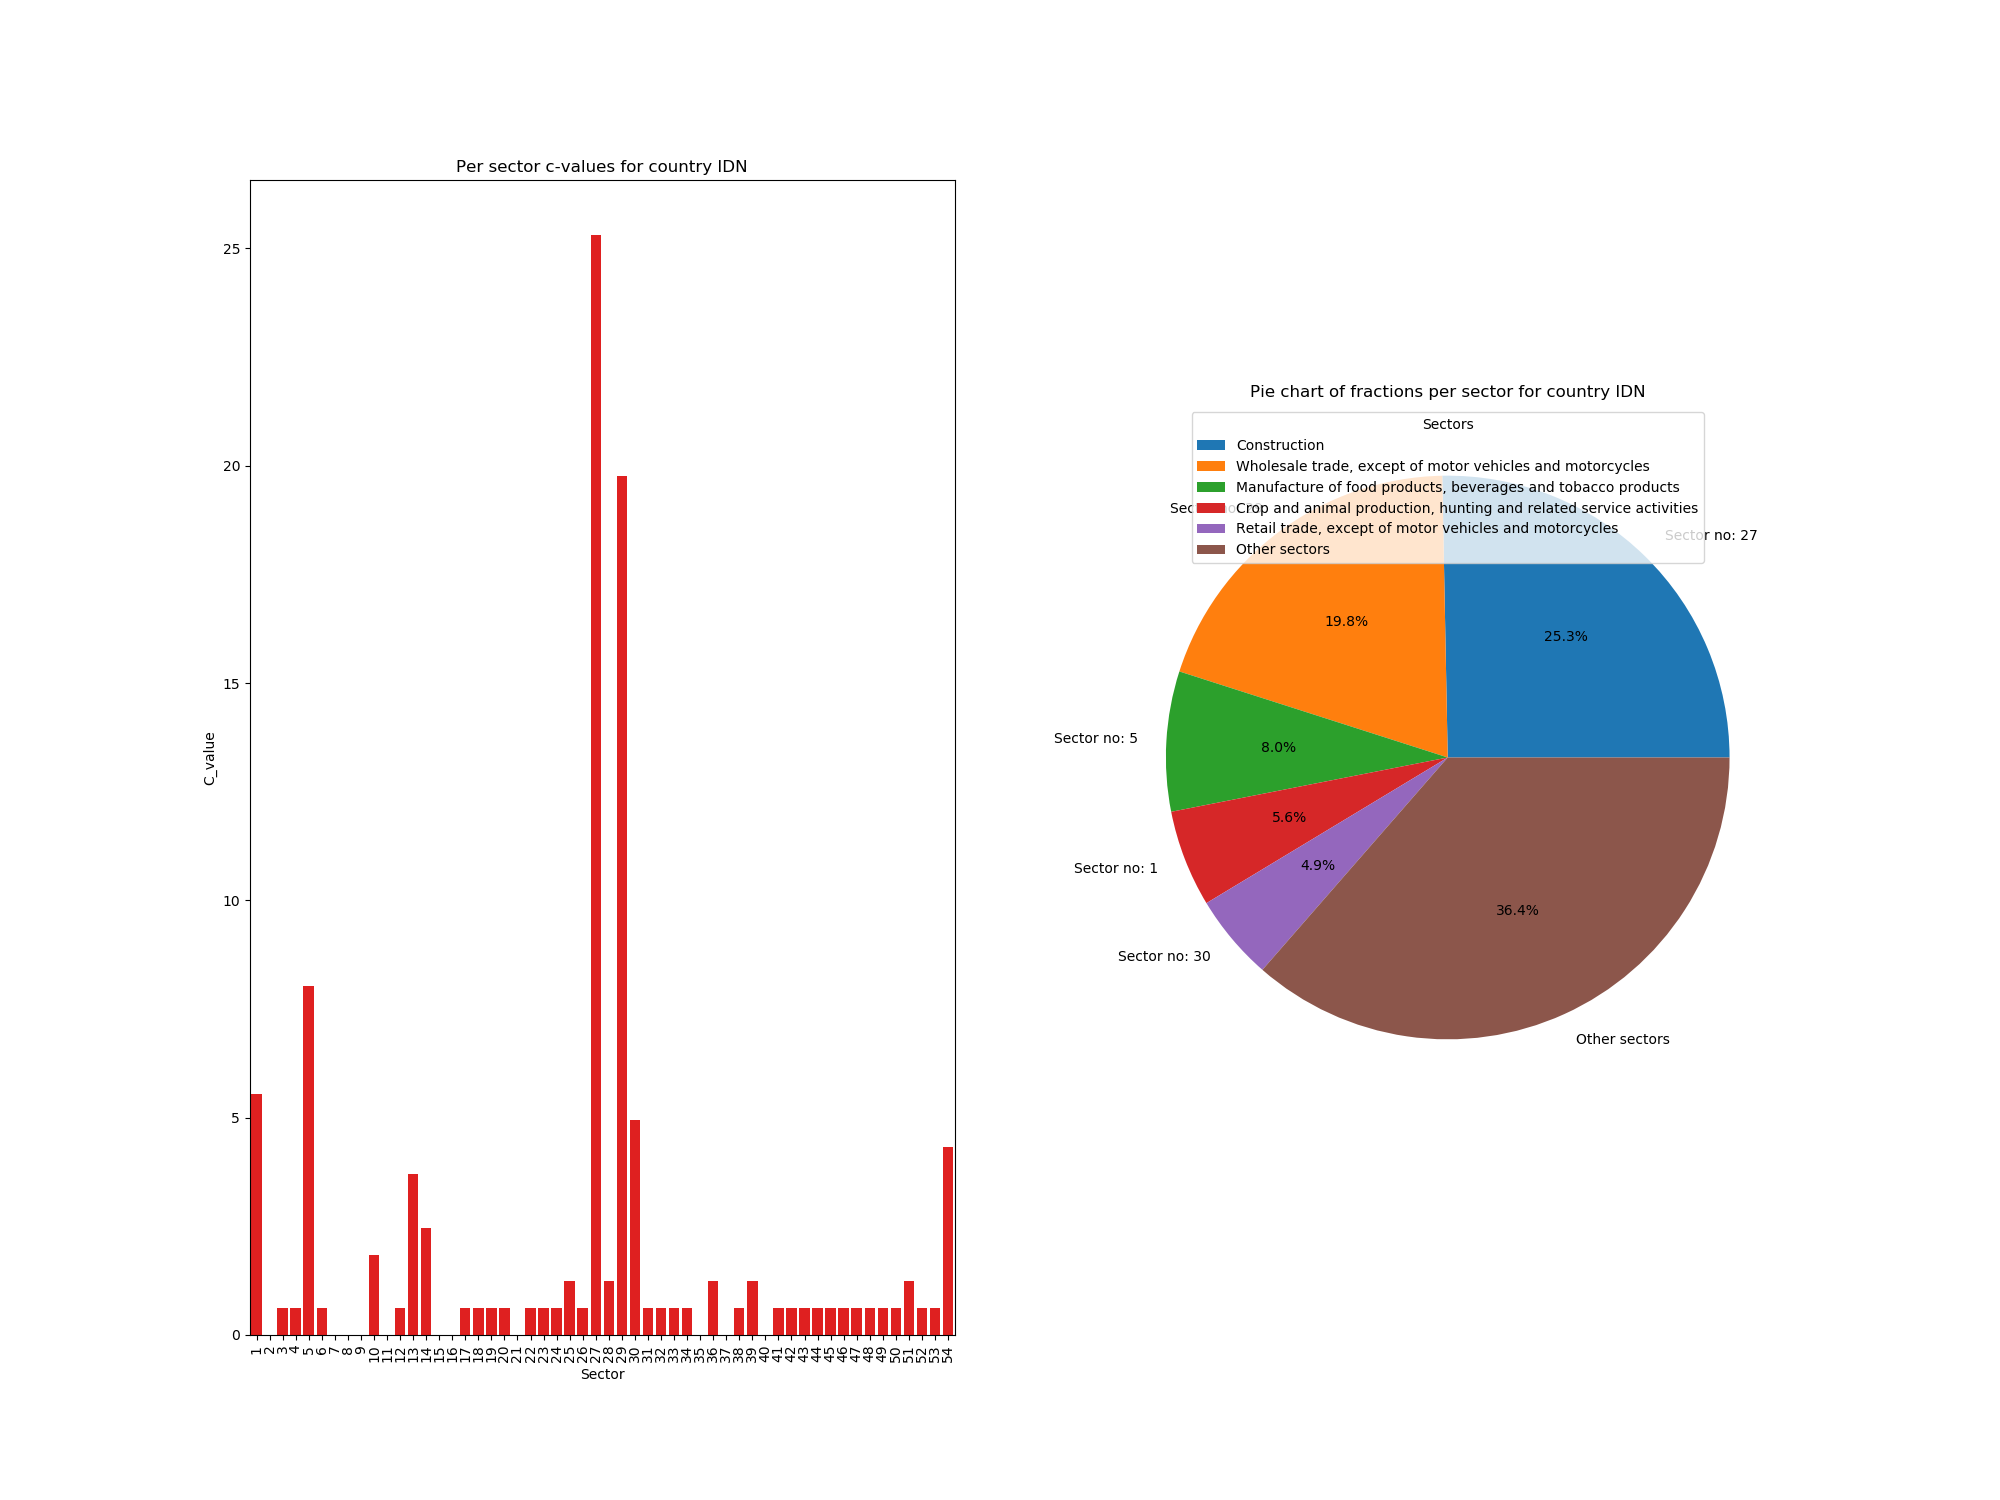 Per sector c-values for country IDN
25
20
15
10
5
0
C_value
1 2 3 4 5 6 7 8 9 10 11 12 13 14 15 16 17 18 19 20 21 22 23 24 25 26 27 28 29 30 31 32 33 34 35 36 37 38 39 40 41 42 43 44 45 46 47 48 49 50 51 52 53 54
Sector
Pie chart of fractions per sector for country IDN
Sectors
Construction
Wholesale trade, except of motor vehicles and motorcycles
Manufacture of food products, beverages and tobacco products
Crop and animal production, hunting and related service activities
Retail trade, except of motor vehicles and motorcycles
Other sectors
Sector no: 27
19.8%
25.3%
Sector no: 5
8.0%
5.6%
Sector no: 1
4.9%
36.4%
Sector no: 30
Other sectors